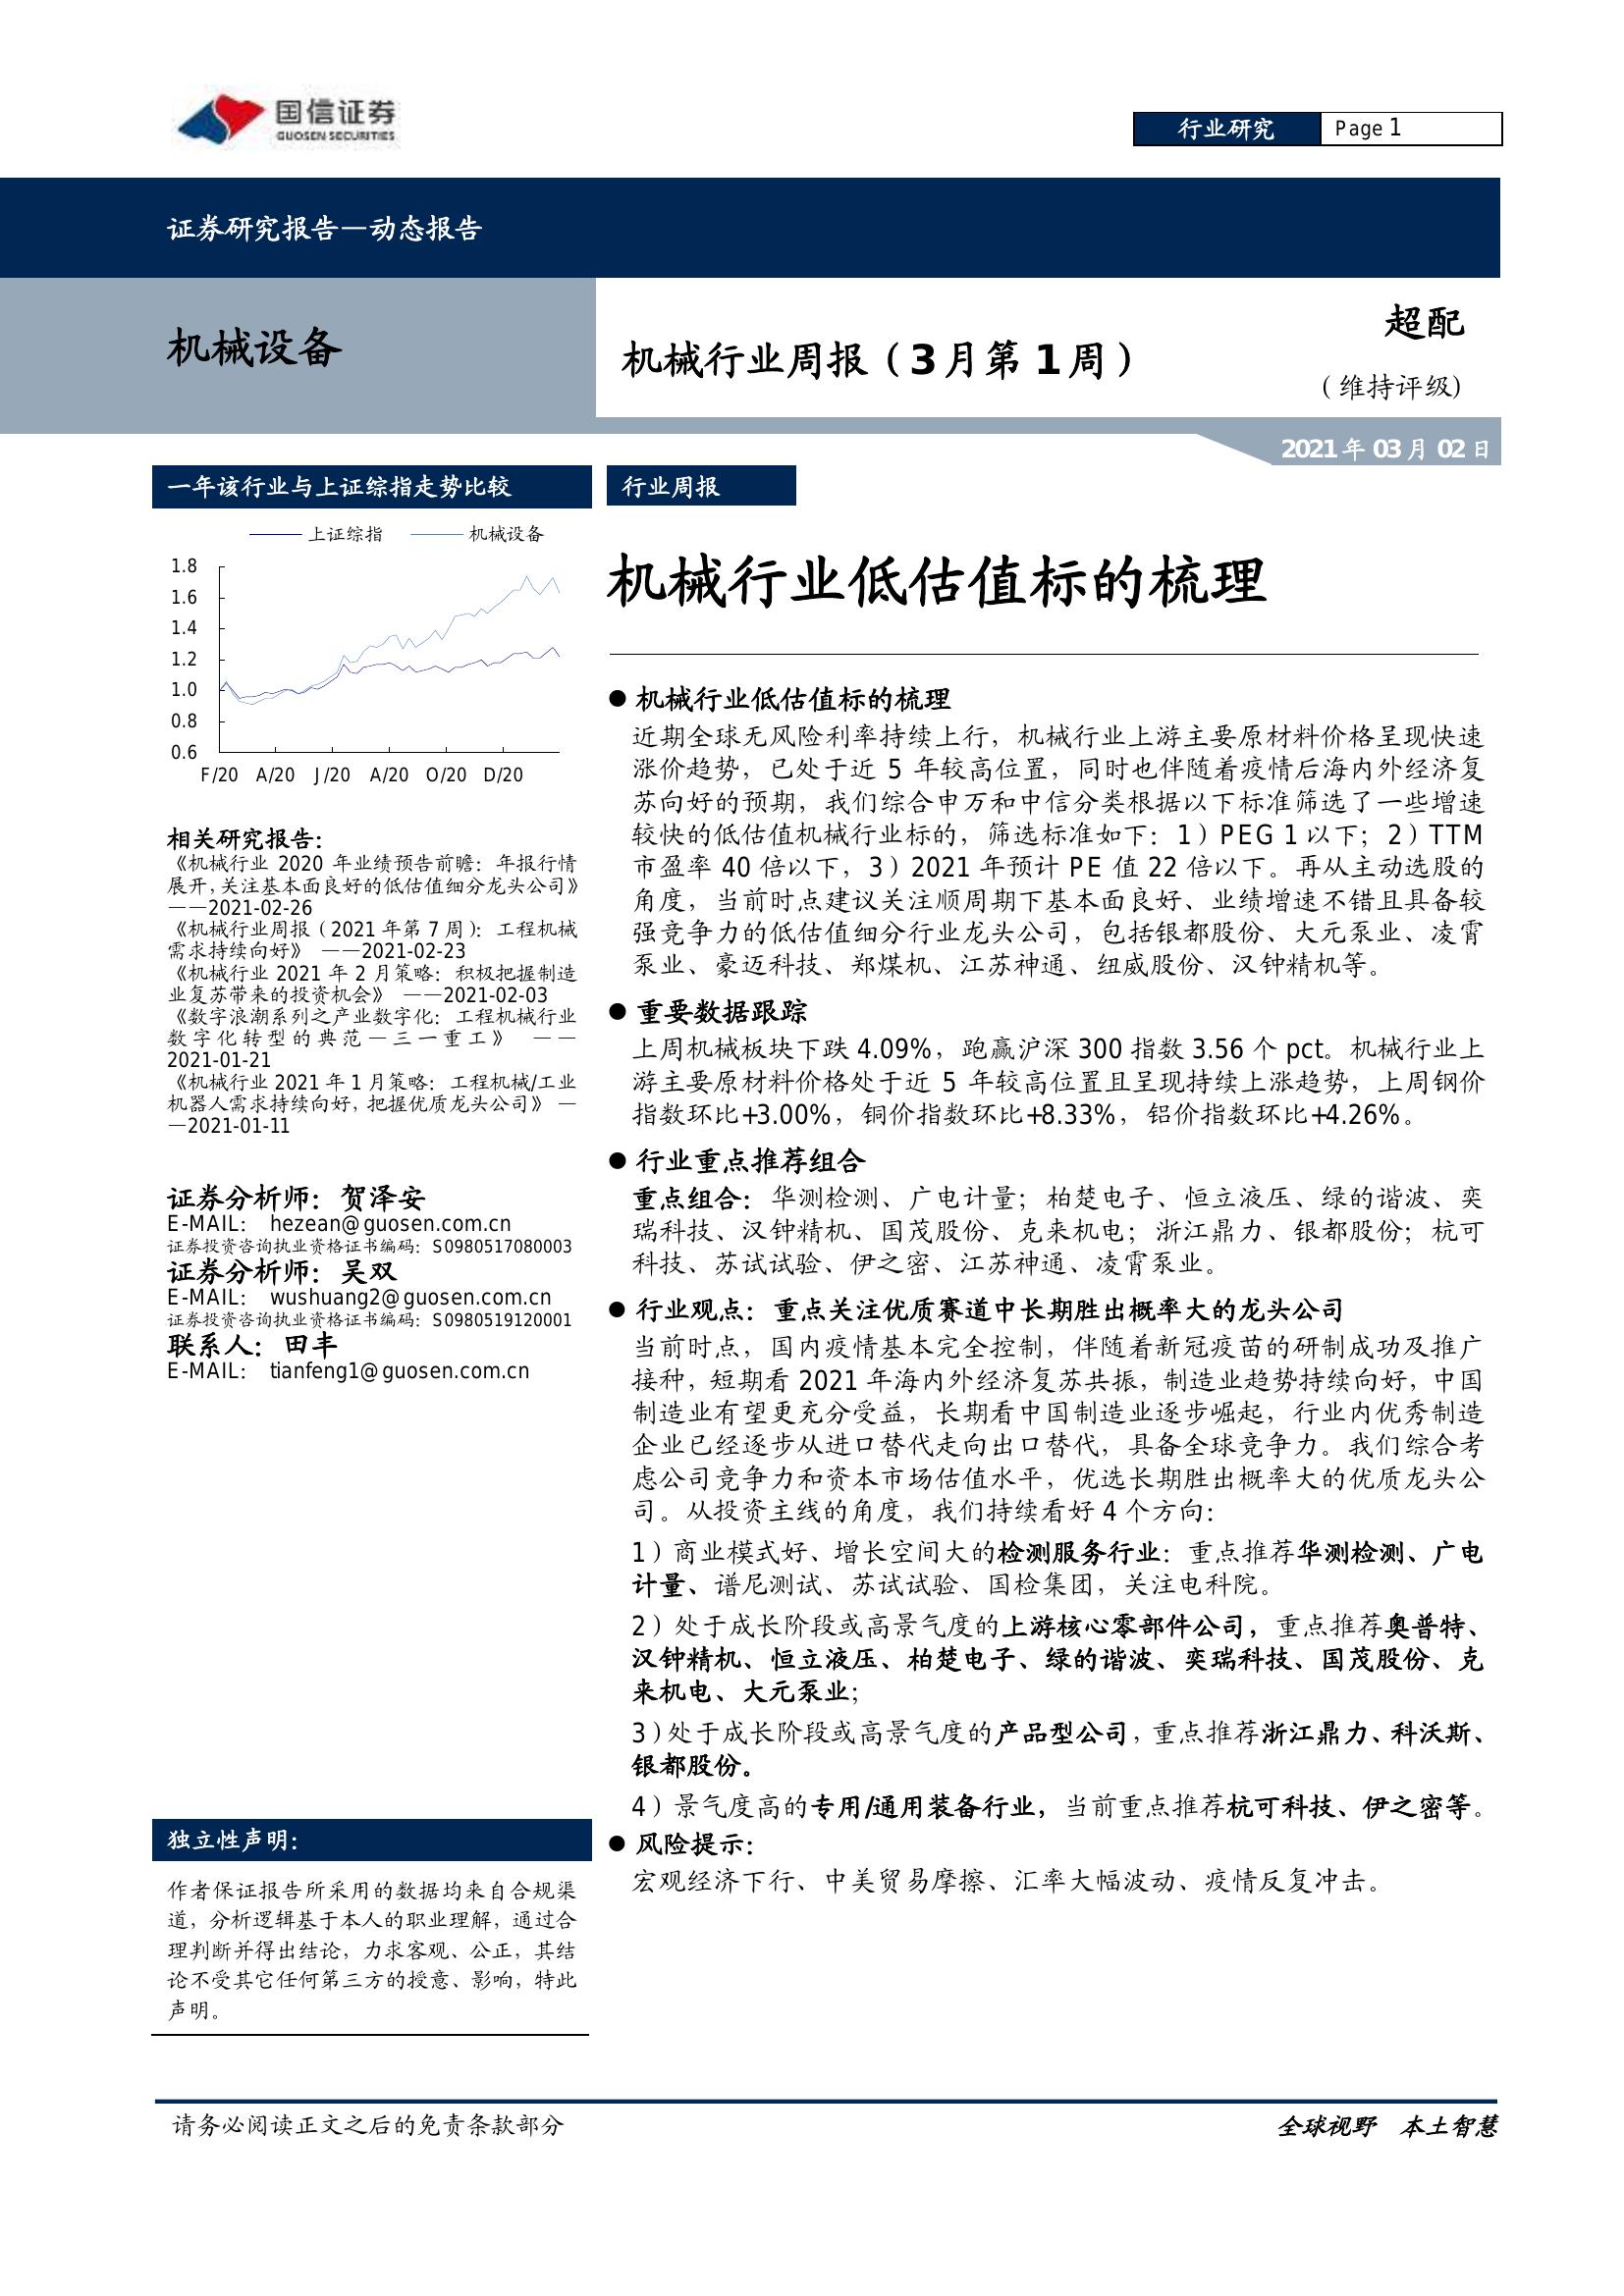 国信证券
GUOSEN SECURITIES
行业研究
Page 1
证券研究报告—动态报告
机械设备
机械行业周报（3月第1周）
超配
(维持评级)
2021年03月02日
一年该行业与上证综指走势比较
上证综指 机械设备
1.8
1.6
1.4
1.2
1.0
0.8
0.6
F/20 A/20 J/20 A/20 O/20 D/20
相关研究报告：
《机械行业 2020 年业绩预告前瞻：年报行情
展开，关注基本面良好的低估值细分龙头公司》
——2021-02-26
《机械行业周报（2021年第7周）：工程机械
需求持续向好》 ——2021-02-23
《机械行业 2021 年 2 月策略：积极把握制造
业复苏带来的投资机会》 ——2021-02-03
《数字浪潮系列之产业数字化：工程机械行业
数字化转型的典范—三一重工》 ——
2021-01-21
《机械行业 2021 年 1 月策略：工程机械/工业
机器人需求持续向好，把握优质龙头公司》 —
—2021-01-11
证券分析师：贺泽安
E-MAIL： hezean@guosen.com.cn
证券投资咨询执业资格证书编码：S0980517080003
证券分析师：吴双
E-MAIL： wushuang2@guosen.com.cn
证券投资咨询执业资格证书编码：S0980519120001
联系人：田丰
E-MAIL： tianfeng1@guosen.com.cn
独立性声明：
作者保证报告所采用的数据均来自合规渠
道，分析逻辑基于本人的职业理解，通过合
理判断并得出结论，力求客观、公正，其结
论不受其它任何第三方的授意、影响，特此
声明。
行业周报
机械行业低估值标的梳理
● 机械行业低估值标的梳理
近期全球无风险利率持续上行，机械行业上游主要原材料价格呈现快速
涨价趋势，已处于近 5 年较高位置，同时也伴随着疫情后海内外经济复
苏向好的预期，我们综合申万和中信分类根据以下标准筛选了一些增速
较快的低估值机械行业标的，筛选标准如下：1）PEG 1 以下；2）TTM
市盈率 40 倍以下，3）2021 年预计 PE 值 22 倍以下。再从主动选股的
角度，当前时点建议关注顺周期下基本面良好、业绩增速不错且具备较
强竞争力的低估值细分行业龙头公司，包括银都股份、大元泵业、凌霄
泵业、豪迈科技、郑煤机、江苏神通、纽威股份、汉钟精机等。
● 重要数据跟踪
上周机械板块下跌 4.09%，跑赢沪深 300 指数 3.56 个 pct。机械行业上
游主要原材料价格处于近 5 年较高位置且呈现持续上涨趋势，上周钢价
指数环比+3.00%，铜价指数环比+8.33%，铝价指数环比+4.26%。
● 行业重点推荐组合
重点组合：华测检测、广电计量；柏楚电子、恒立液压、绿的谐波、奕
瑞科技、汉钟精机、国茂股份、克来机电；浙江鼎力、银都股份；杭可
科技、苏试试验、伊之密、江苏神通、凌霄泵业。
● 行业观点：重点关注优质赛道中长期胜出概率大的龙头公司
当前时点，国内疫情基本完全控制，伴随着新冠疫苗的研制成功及推广
接种，短期看 2021 年海内外经济复苏共振，制造业趋势持续向好，中国
制造业有望更充分受益，长期看中国制造业逐步崛起，行业内优秀制造
企业已经逐步从进口替代走向出口替代，具备全球竞争力。我们综合考
虑公司竞争力和资本市场估值水平，优选长期胜出概率大的优质龙头公
司。从投资主线的角度，我们持续看好 4 个方向：
1）商业模式好、增长空间大的检测服务行业：重点推荐华测检测、广电
计量、谱尼测试、苏试试验、国检集团，关注电科院。
2）处于成长阶段或高景气度的上游核心零部件公司，重点推荐奥普特、
汉钟精机、恒立液压、柏楚电子、绿的谐波、奕瑞科技、国茂股份、克
来机电、大元泵业；
3)处于成长阶段或高景气度的产品型公司，重点推荐浙江鼎力、科沃斯、
银都股份。
4）景气度高的专用/通用装备行业，当前重点推荐杭可科技、伊之密等。
● 风险提示：
宏观经济下行、中美贸易摩擦、汇率大幅波动、疫情反复冲击。
请务必阅读正文之后的免责条款部分
全球视野 本土智慧